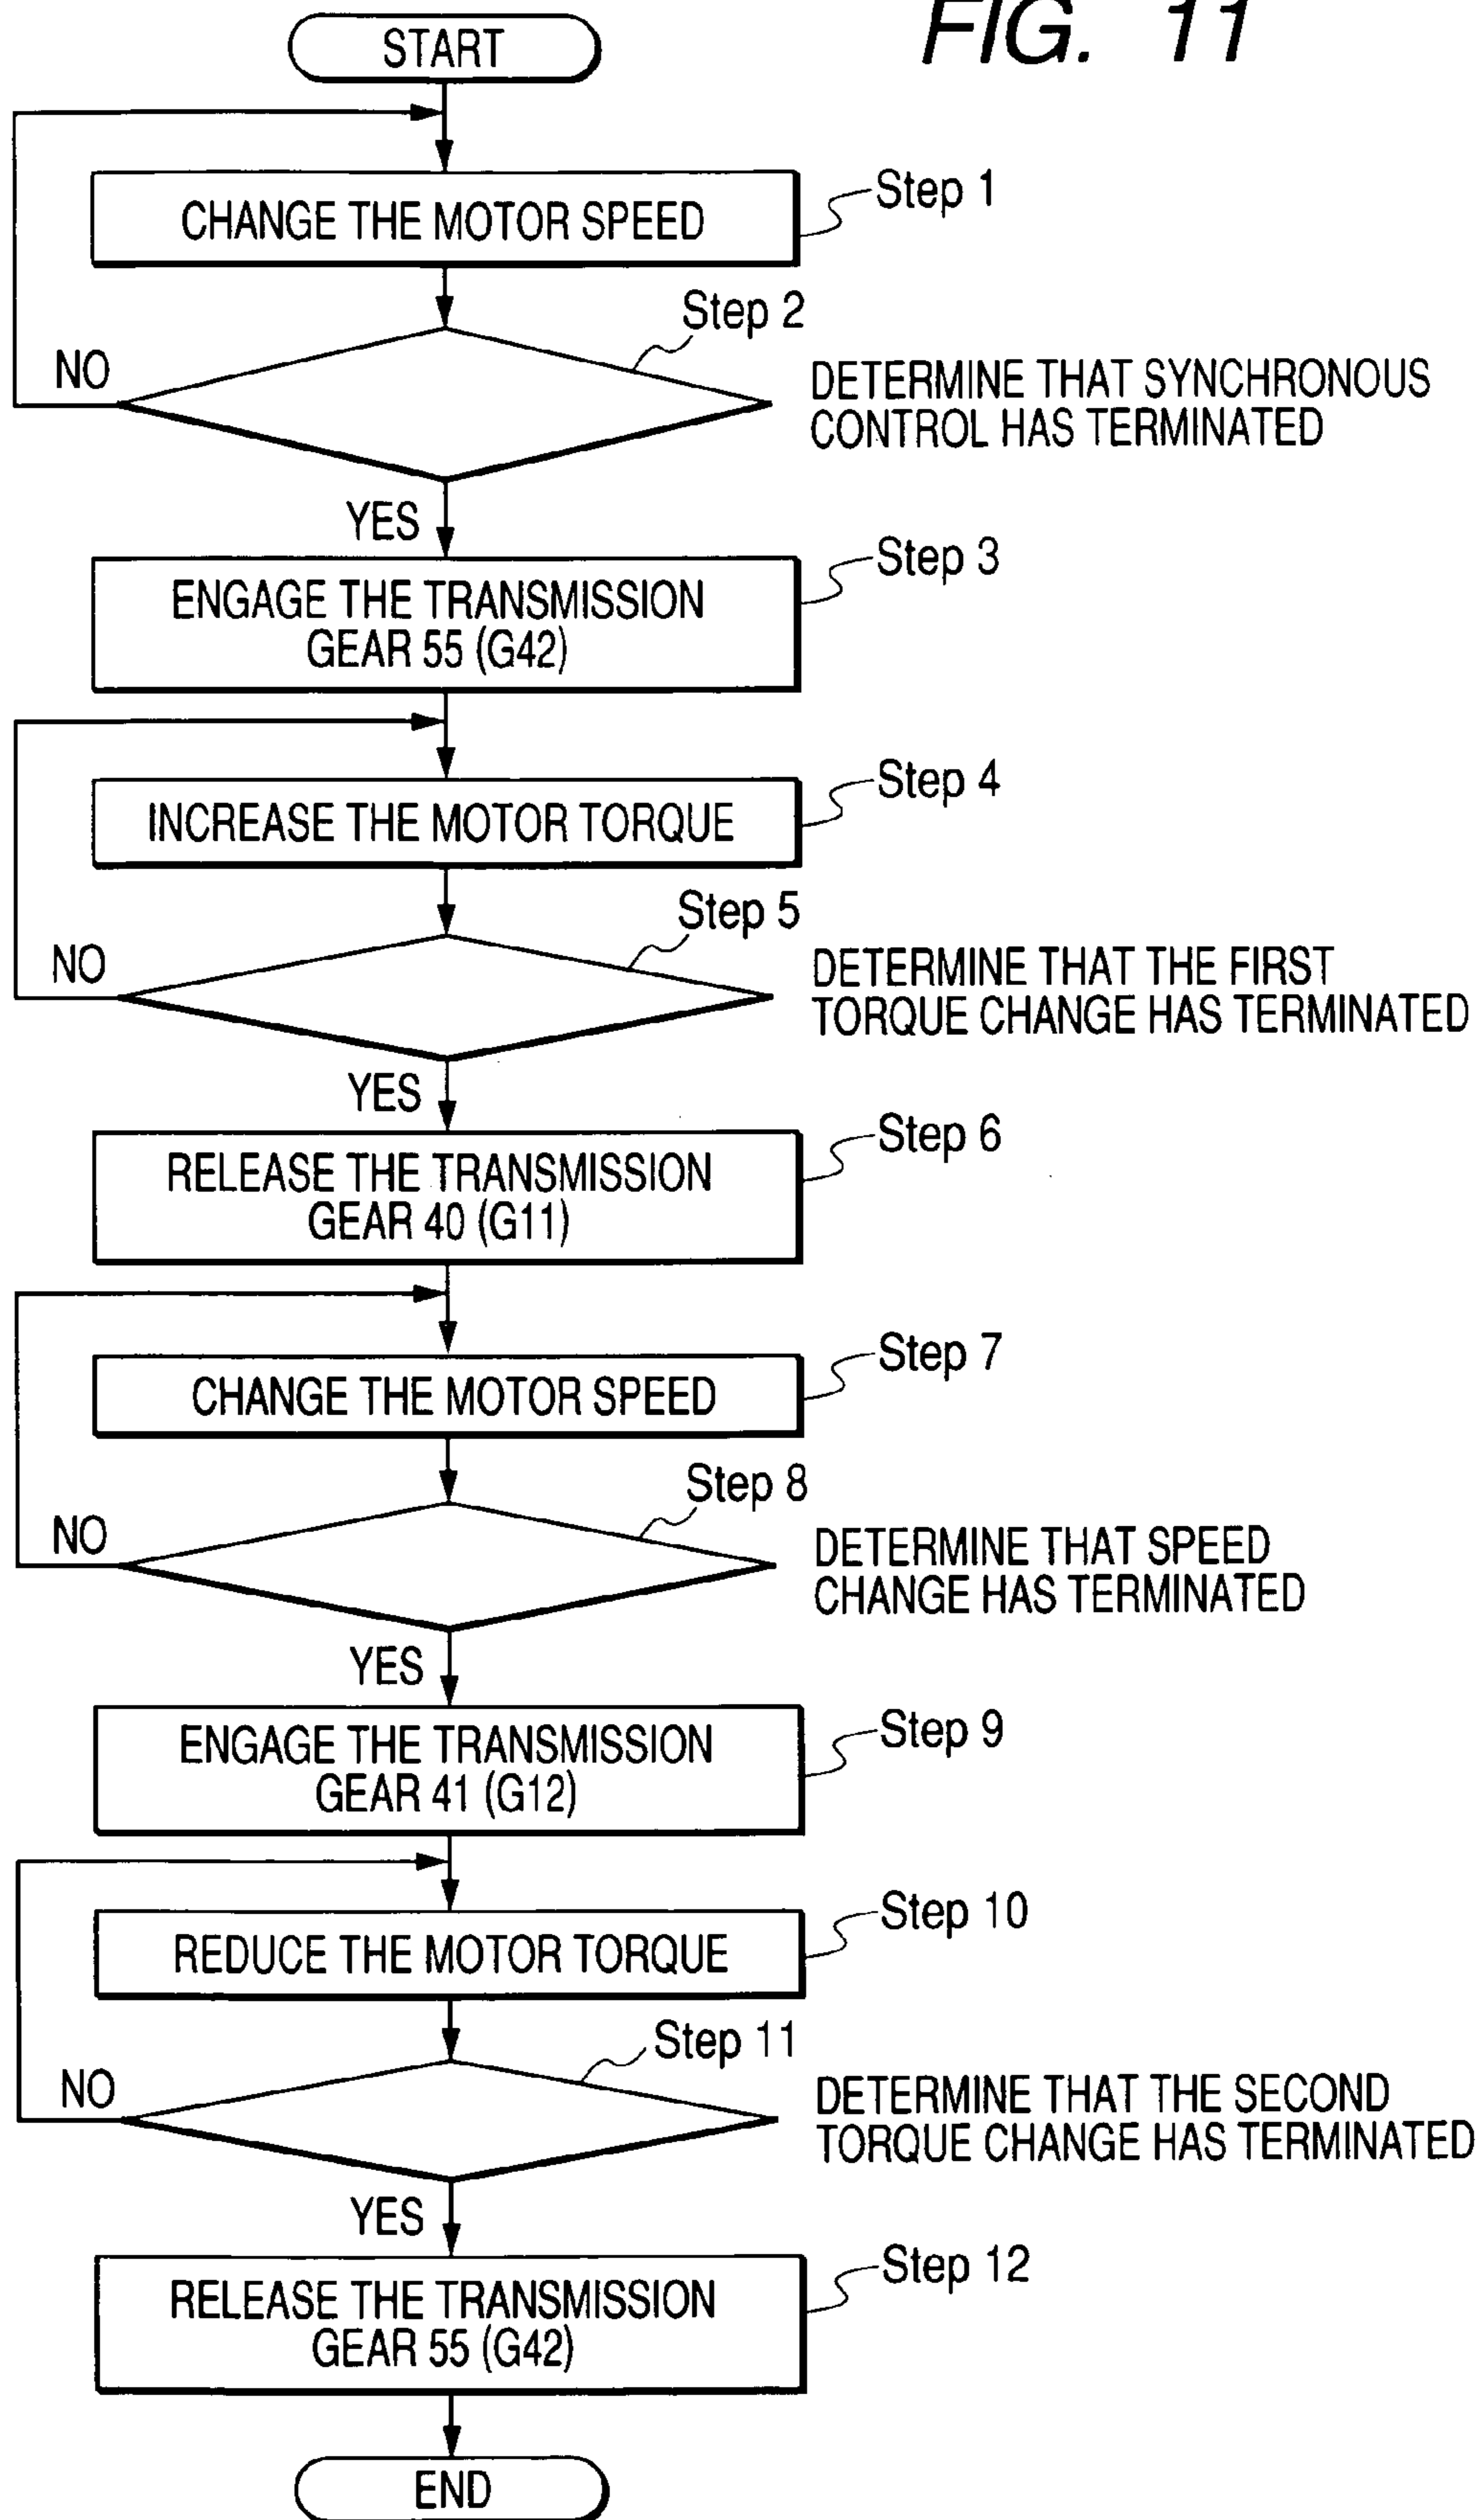 FIG. 11
START
CHANGE THE MOTOR SPEED
Step 1
Step 2
NO
DETERMINE THAT SYNCHRONOUS
CONTROL HAS TERMINATED
YES
ENGAGE THE TRANSMISSION
GEAR 55 (G42)
Step 3
INCREASE THE MOTOR TORQUE
Step 4
Step 5
NO
DETERMINE THAT THE FIRST
TORQUE CHANGE HAS TERMINATED
YES
RELEASE THE TRANSMISSION
GEAR 40 (G11)
Step 6
CHANGE THE MOTOR SPEED
Step 7
Step 8
NO
DETERMINE THAT SPEED
CHANGE HAS TERMINATED
YES
ENGAGE THE TRANSMISSION
GEAR 41 (G12)
Step 9
REDUCE THE MOTOR TORQUE
Step 10
Step 11
NO
DETERMINE THAT THE SECOND
TORQUE CHANGE HAS TERMINATED
YES
RELEASE THE TRANSMISSION
GEAR 55 (G42)
Step 12
END